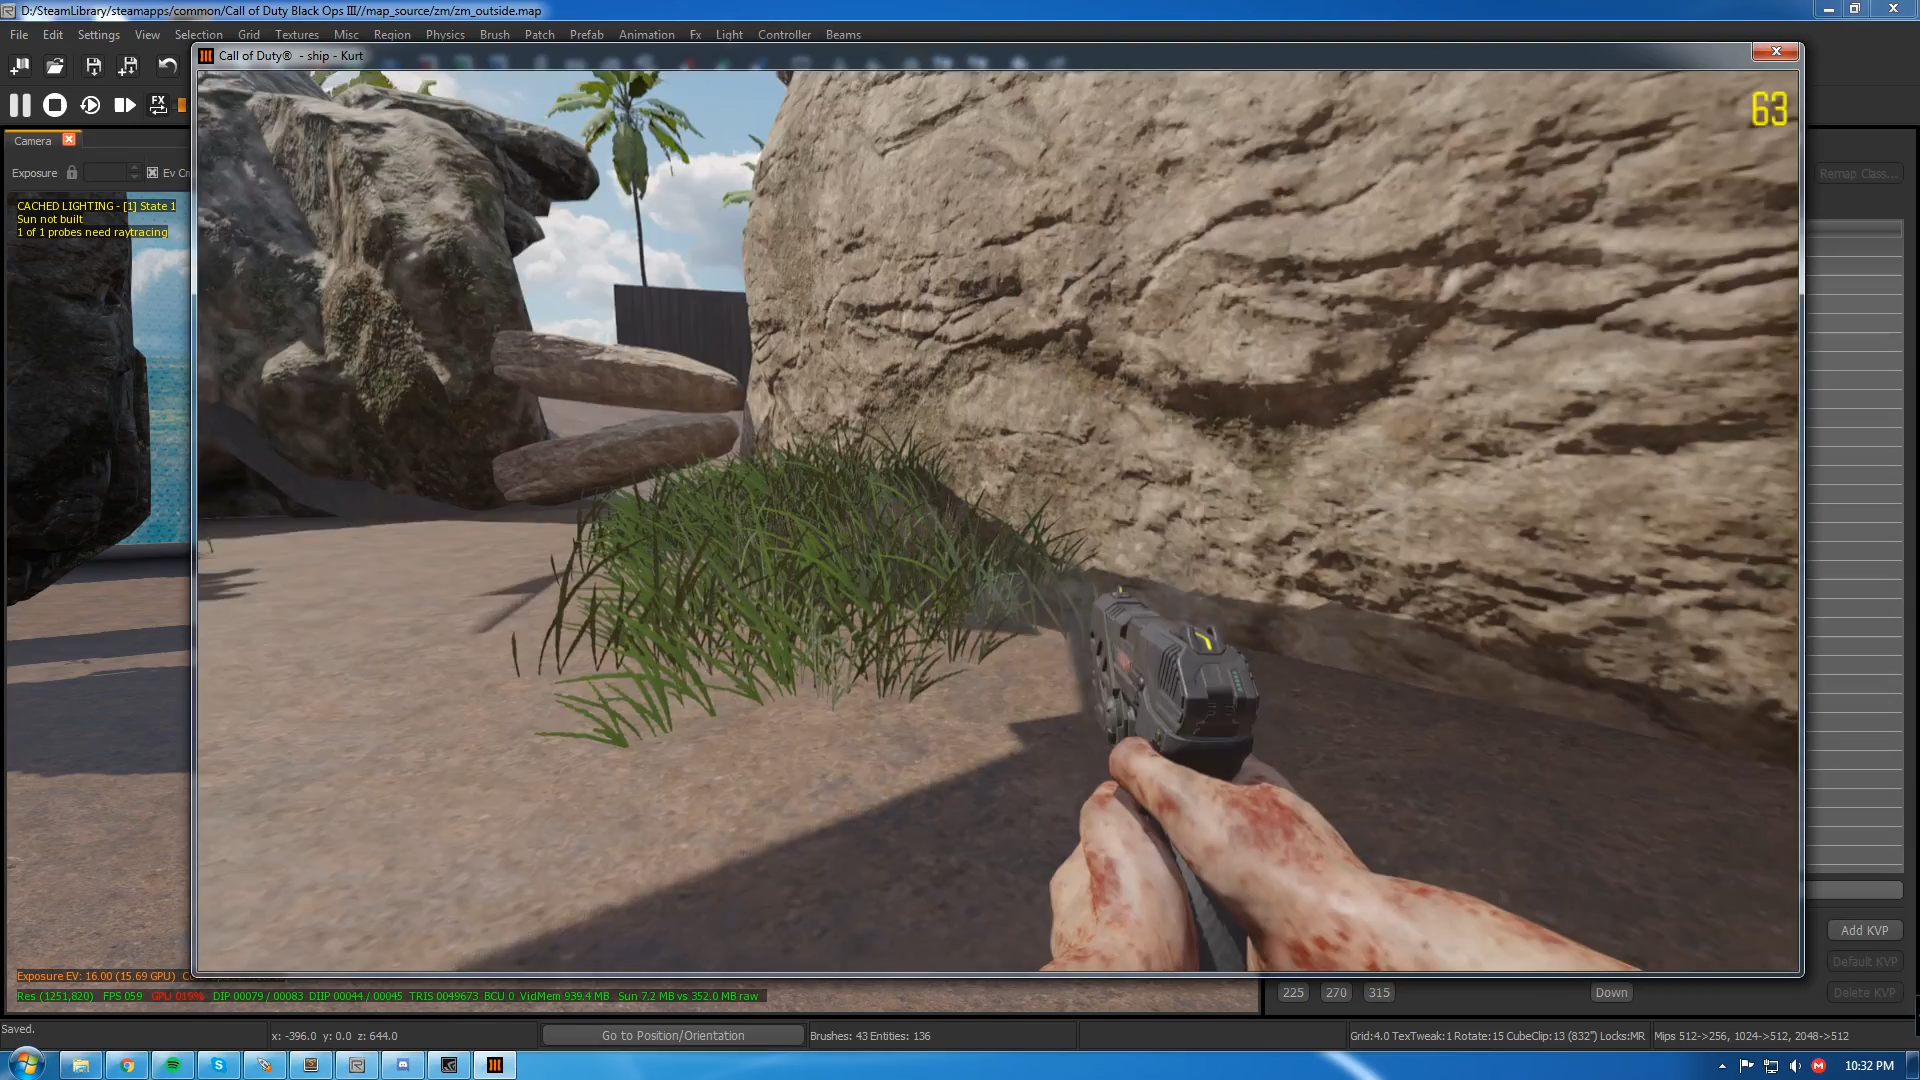 D:/SteamLibrary/steamapps/common/Call of Duty Black Ops III//map_source/zm/zm_outside.map
File Edit Settings View Selection Grid Textures Misc Region Physics Brush Patch Prefab Animation Fx Light Controller Beams
Call of Duty® - ship - Kurt
FX
63
Camera
Exposure Ev
Remap Class...
CACHED LIGHTING - [1] State 1
Sun not built
1 of 1 probes need raytracing
Add KVP
Default KVP
Exposure EV: 16.00 (15.69 GPU)
Res (1251,820) FPS 059 GPU 019% DIP 00079 / 00083 DIIP 00044 / 00045 TRIS 0049673 BCU 0 VidMem 939.4 MB Sun 7.2 MB vs 352.0 MB raw
225 270 315 Down Delete KVP
Saved.
x: -396.0 y: 0.0 z: 644.0
Go to Position/Orientation
Brushes: 43 Entities: 136
Grid:4.0 TexTweak:1 Rotate:15 CubeClip:13 (832") Locks:MR
Mips 512->256, 1024->512, 2048->512
10:32 PM